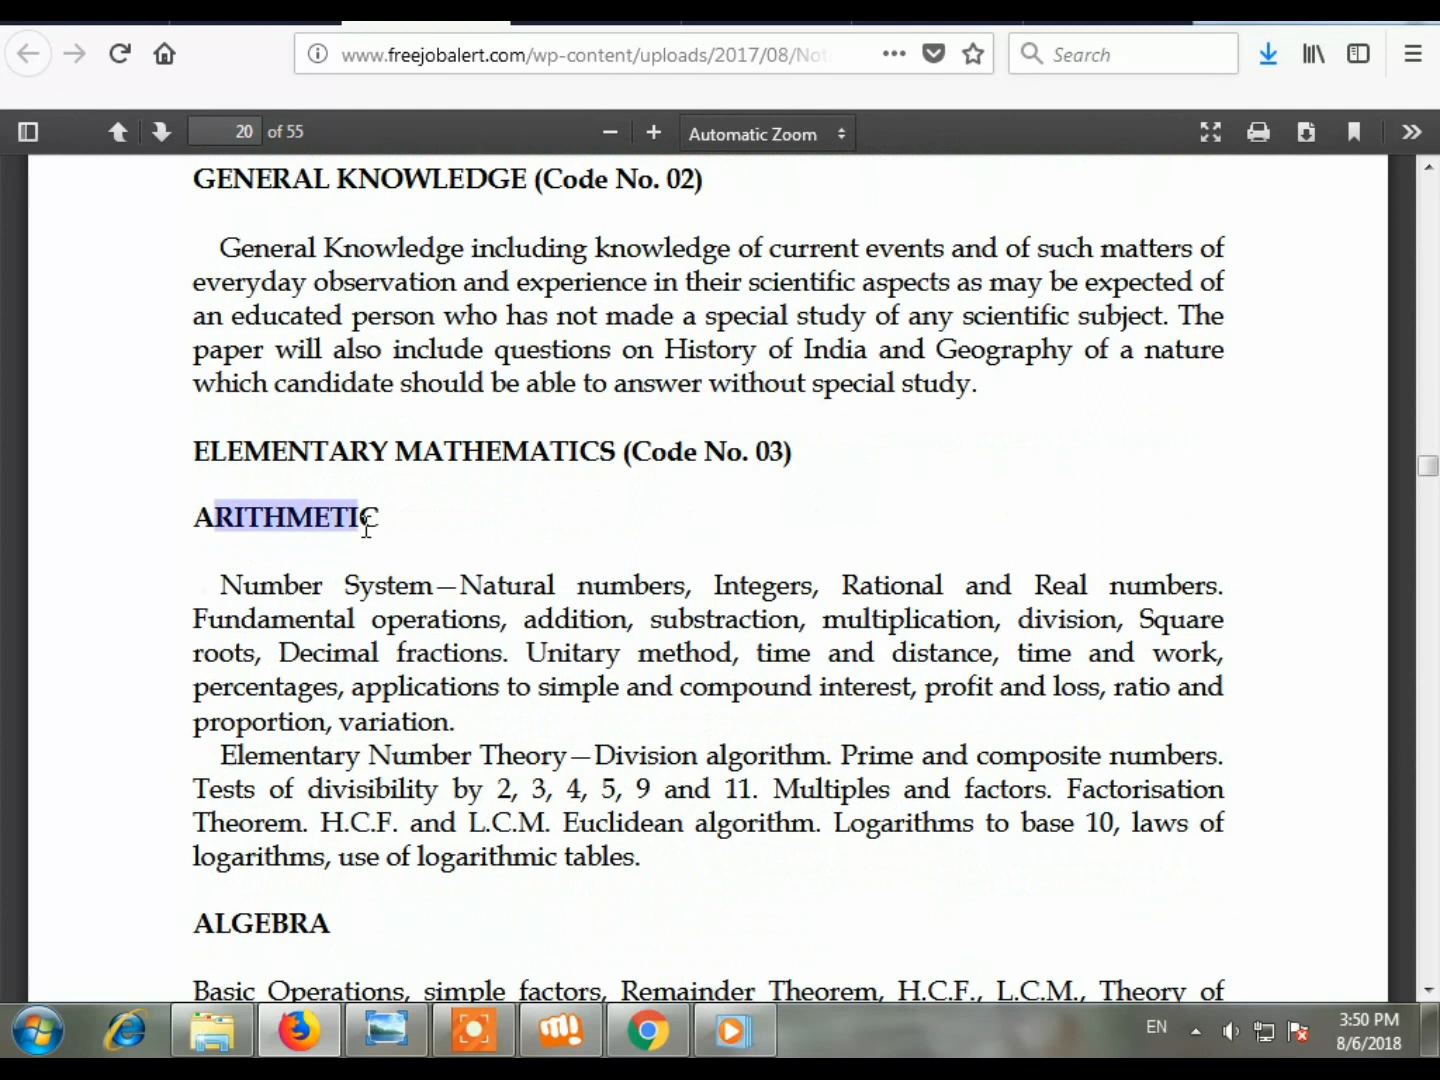 www.freejobalert.com/wp-content/uploads/2017/08/Not
Search
20 of 55
Automatic Zoom
GENERAL KNOWLEDGE (Code No. 02)
General Knowledge including knowledge of current events and of such matters of
everyday observation and experience in their scientific aspects as may be expected of
an educated person who has not made a special study of any scientific subject. The
paper will also include questions on History of India and Geography of a nature
which candidate should be able to answer without special study.
ELEMENTARY MATHEMATICS (Code No. 03)
ARITHMETIC
Number System—Natural numbers, Integers, Rational and Real numbers.
Fundamental operations, addition, substraction, multiplication, division, Square
roots, Decimal fractions. Unitary method, time and distance, time and work,
percentages, applications to simple and compound interest, profit and loss, ratio and
proportion, variation.
Elementary Number Theory—Division algorithm. Prime and composite numbers.
Tests of divisibility by 2, 3, 4, 5, 9 and 11. Multiples and factors. Factorisation
Theorem. H.C.F. and L.C.M. Euclidean algorithm. Logarithms to base 10, laws of
logarithms, use of logarithmic tables.
ALGEBRA
Basic Operations, simple factors, Remainder Theorem, H.C.F., L.C.M., Theory of
EN
3:50 PM
8/6/2018